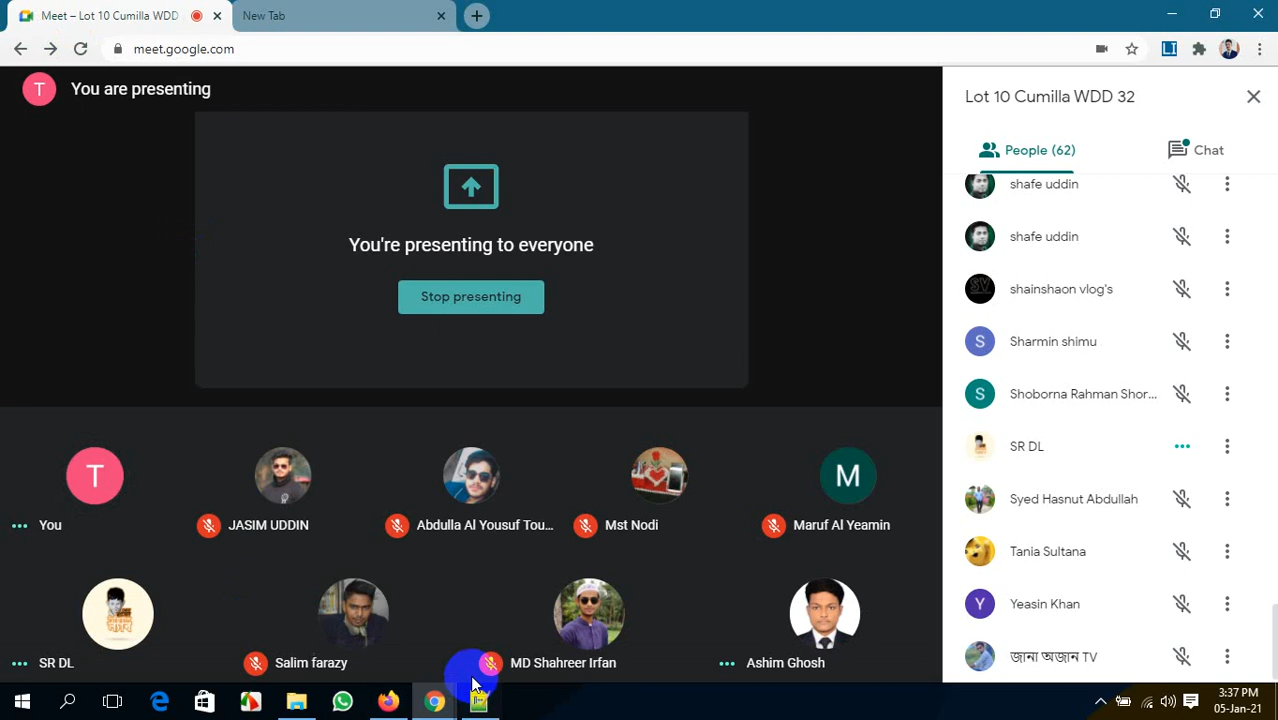 Meet – Lot 10 Cumilla WDD
New Tab
meet.google.com
LI
T
You are presenting
You're presenting to everyone
Stop presenting
Lot 10 Cumilla WDD 32
People (62)
Chat
shafe uddin
shafe uddin
SV
shainshaon vlog's
S
Sharmin shimu
S
Shoborna Rahman Shor...
SR DL
Syed Hasnut Abdullah
Tania Sultana
Y
Yeasin Khan
জানা অজানা TV
T
M
You
JASIM UDDIN
Abdulla Al Yousuf Tou...
Mst Nodi
Maruf Al Yeamin
SR DL
Salim farazy
MD Shahreer Irfan
Ashim Ghosh
3:37 PM
05-Jan-21